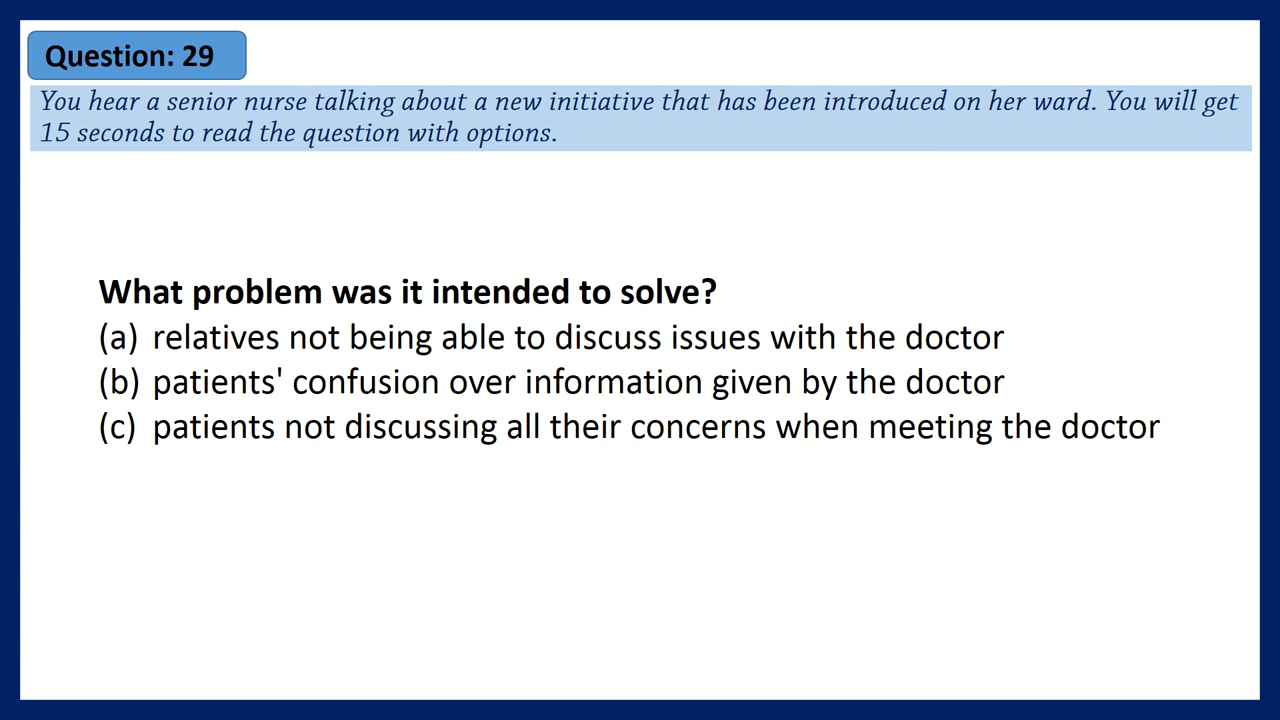 Question: 29
You hear a senior nurse talking about a new initiative that has been introduced on her ward. You will get
15 seconds to read the question with options.
What problem was it intended to solve?
(a) relatives not being able to discuss issues with the doctor
(b) patients' confusion over information given by the doctor
(c) patients not discussing all their concerns when meeting the doctor